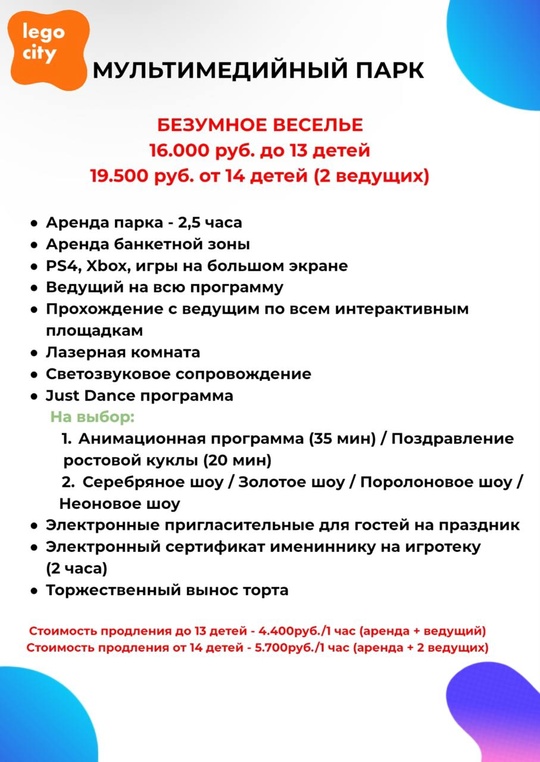 lego
city
МУЛЬТИМЕДИЙНЫЙ ПАРК
БЕЗУМНОЕ ВЕСЕЛЬЕ
16.000 руб. до 13 детей
19.500 руб. от 14 детей (2 ведущих)
● Аренда парка - 2,5 часа
● Аренда банкетной зоны
● PS4, Xbox, игры на большом экране
● Ведущий на всю программу
● Прохождение с ведущим по всем интерактивным
площадкам
● Лазерная комната
● Светозвуковое сопровождение
● Just Dance программа
На выбор:
1. Анимационная программа (35 мин) / Поздравление
ростовой куклы (20 мин)
2. Серебряное шоу / Золотое шоу / Поролоновое шоу /
Неоновое шоу
● Электронные пригласительные для гостей на праздник
● Электронный сертификат имениннику на игротеку
(2 часа)
● Торжественный вынос торта
Стоимость продления до 13 детей - 4.400руб./1 час (аренда + ведущий)
Стоимость продления от 14 детей - 5.700руб./1 час (аренда + 2 ведущих)